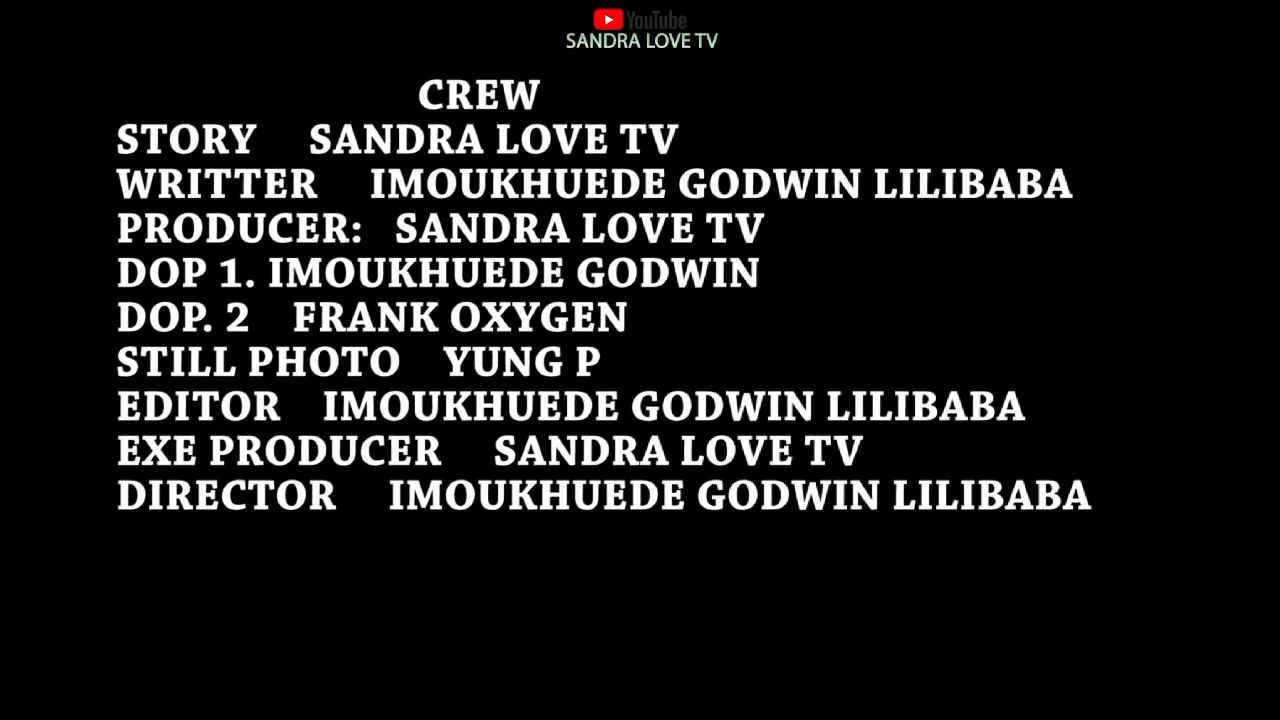 YouTube
SANDRA LOVE TV
CREW
STORY SANDRA LOVE TV
WRITTER IMOUKHUEDE GODWIN LILIBABA
PRODUCER: SANDRA LOVE TV
DOP 1. IMOUKHUEDE GODWIN
DOP. 2 FRANK OXYGEN
STILL PHOTO YUNG P
EDITOR IMOUKHUEDE GODWIN LILIBABA
EXE PRODUCER SANDRA LOVE TV
DIRECTOR IMOUKHUEDE GODWIN LILIBABA